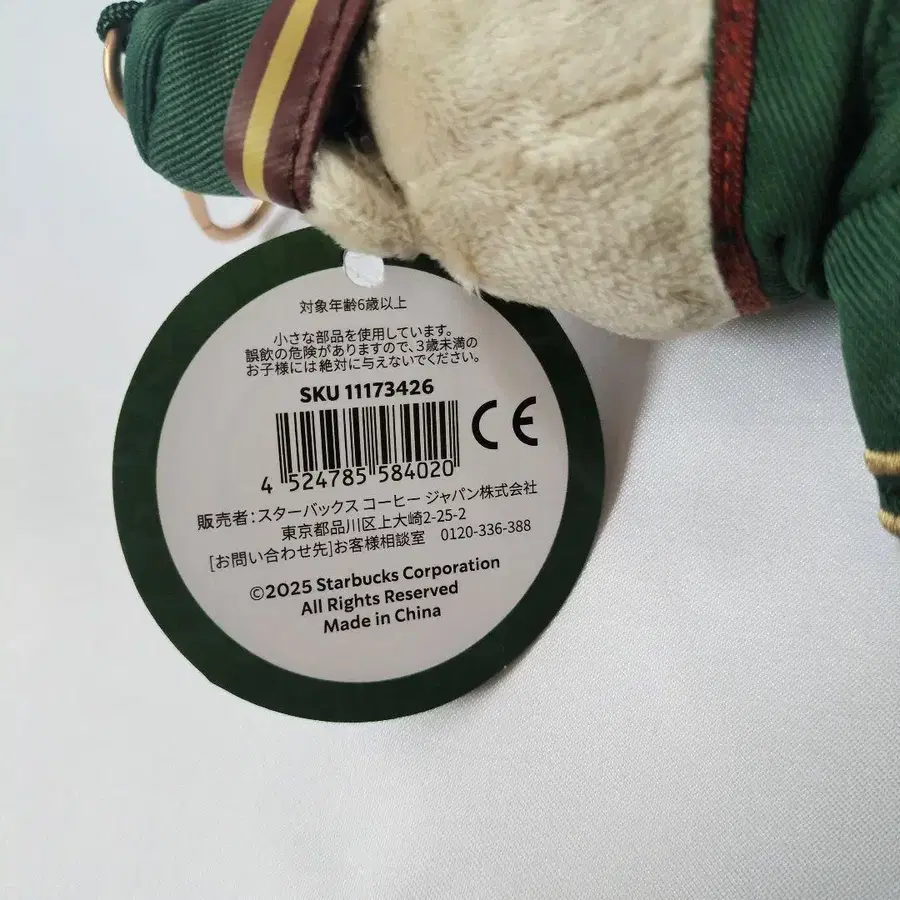 対象年齢6歳以上
小さな部品を使用しています。
誤飲の危険がありますので、3歳未満の
お子様には絶対に与えないでください。
SKU 11173426
CE
4 524785 584020
販売者:スターバックス コーヒー ジャパン株式会社
東京都品川区上大崎2-25-2
[お問い合わせ先]お客様相談室 0120-336-388
©2025 Starbucks Corporation
All Rights Reserved
Made in China